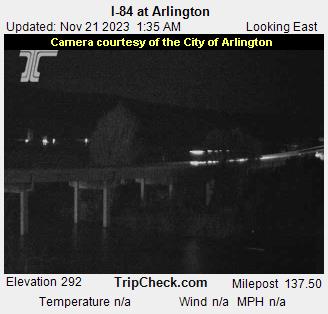 I-84 at Arlington
Updated: Nov 21 2023 1:35 AM Looking East
Camera courtesy of the City of Arlington
Elevation 292 TripCheck.com Milepost 137.50
Temperature n/a Wind n/a MPH n/a